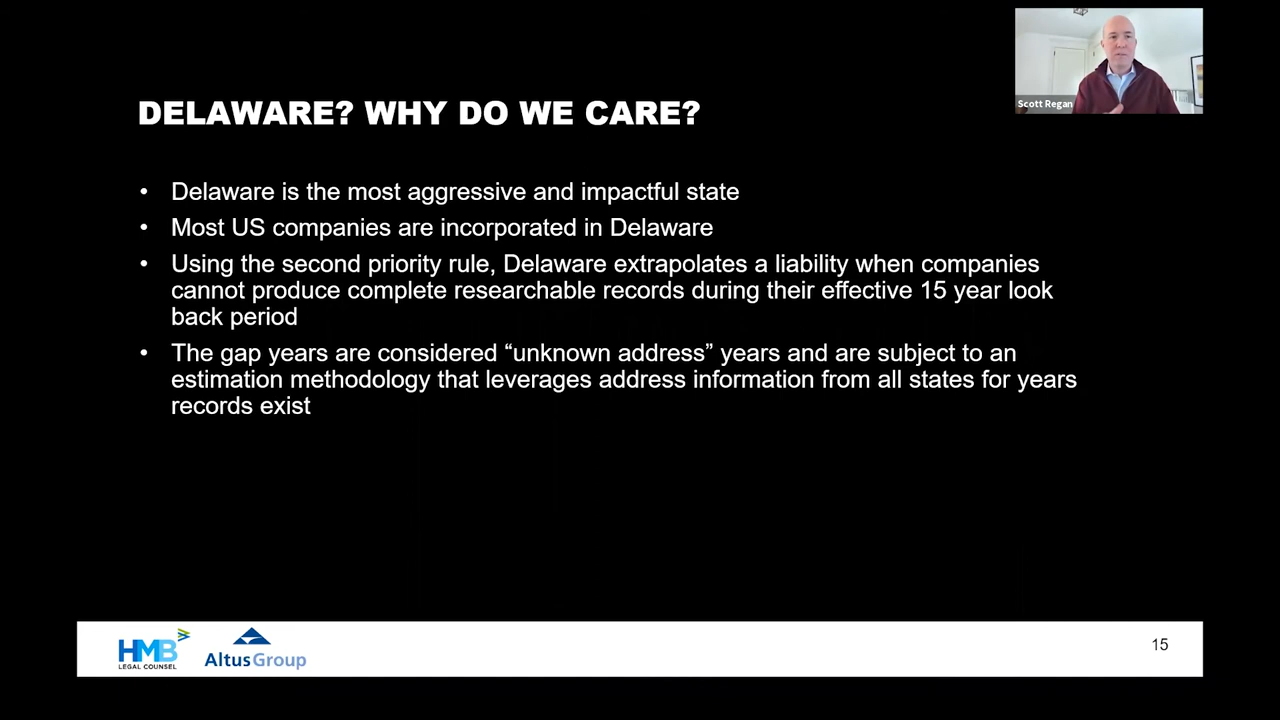 Scott Regan
DELAWARE? WHY DO WE CARE?
• Delaware is the most aggressive and impactful state
• Most US companies are incorporated in Delaware
• Using the second priority rule, Delaware extrapolates a liability when companies
cannot produce complete researchable records during their effective 15 year look
back period
• The gap years are considered “unknown address” years and are subject to an
estimation methodology that leverages address information from all states for years
records exist
HMB
LEGAL COUNSEL
AltusGroup
15